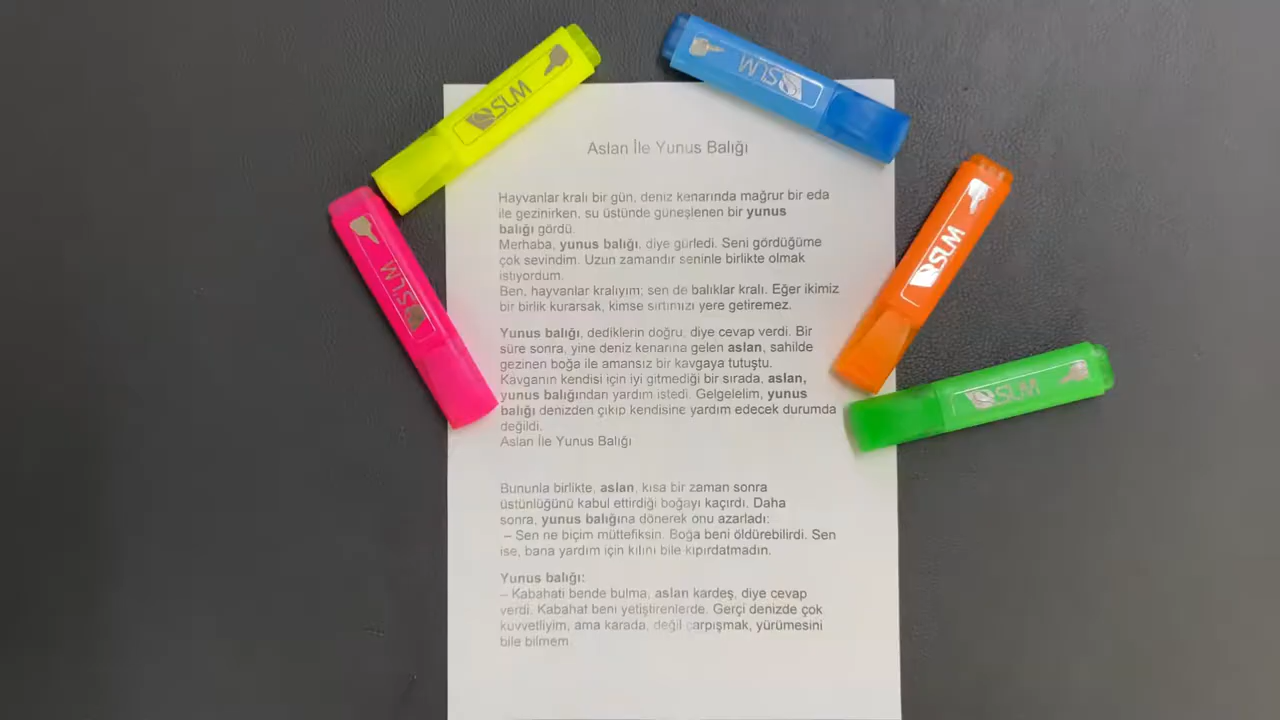 Aslan İle Yunus Balığı
Hayvanlar kralı bir gün, deniz kenarında mağrur bir eda
ile gezinirken, su üstünde güneşlenen bir yunus
balığı gördü.
Merhaba, yunus balığı, diye gürledi. Seni gördüğüme
çok sevindim. Uzun zamandır seninle birlikte olmak
istiyordum.
Ben, hayvanlar kralıyım; sen de balıklar kralı. Eğer ikimiz
bir birlik kurarsak, kimse sırtımızı yere getiremez.
Yunus balığı, dediklerin doğru, diye cevap verdi. Bir
süre sonra, yine deniz kenarına gelen aslan, sahilde
gezinen boğa ile amansız bir kavgaya tutuştu.
Kavganın kendisi için iyi gitmediği bir sırada, aslan,
yunus balığından yardım istedi. Gelgelelim, yunus
balığı denizden çıkıp kendisine yardım edecek durumda
değildi.
Aslan İle Yunus Balığı
Bununla birlikte, aslan, kısa bir zaman sonra
üstünlüğünü kabul ettirdiği boğayı kaçırdı. Daha
sonra, yunus balığına dönerek onu azarladı:
– Sen ne biçim müttefiksin. Boğa beni öldürebilirdi. Sen
ise, bana yardım için kılını bile kıpırdatmadın.
Yunus balığı:
– Kabahati bende bulma, aslan kardeş, diye cevap
verdi. Kabahat beni yetiştirenlerde. Gerçi denizde çok
kuvvetliyim, ama karada, değil çarpışmak, yürümesini
bile bilmem.
SLM
SLM
SLM
SLM
SLM